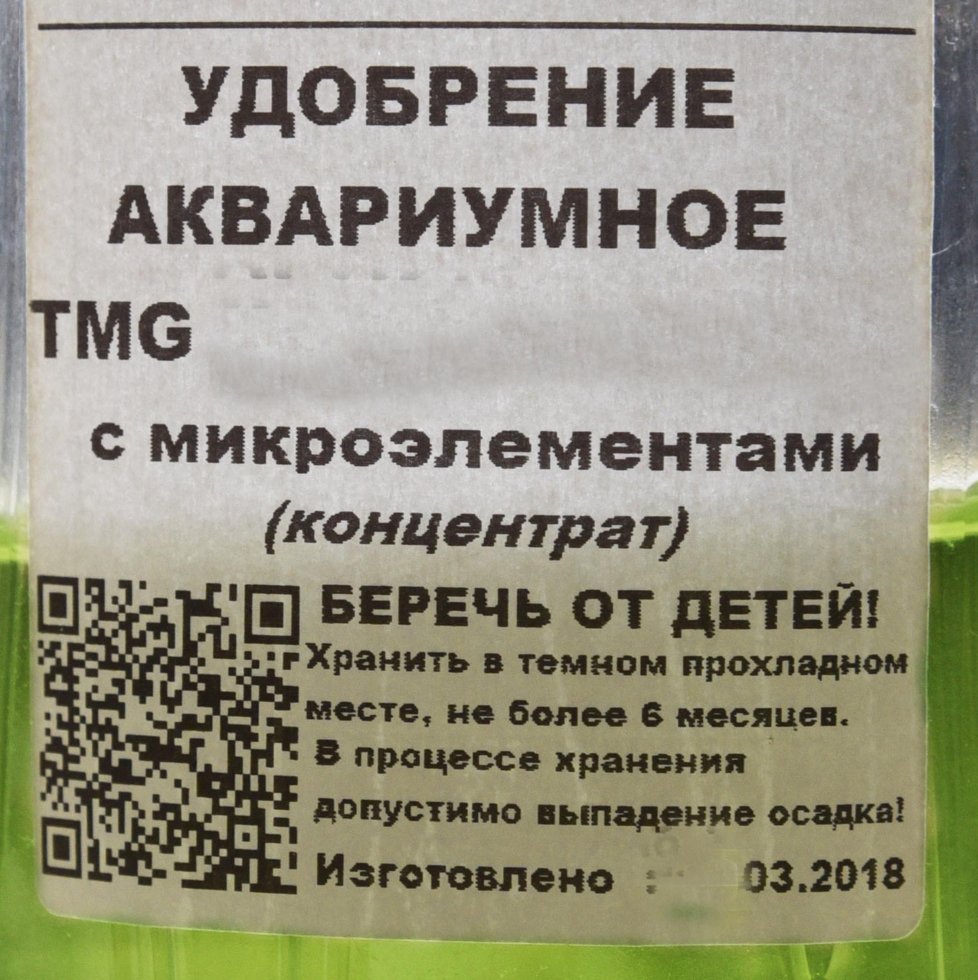 УДОБРЕНИЕ
АКВАРИУМНОЕ
TMG
с микроэлементами
(концентрат)
БЕРЕЧЬ ОТ ДЕТЕЙ!
Хранить в темном прохладном
месте, не более 6 месяцев.
В процессе хранения
допустимо выпадение осадка!
Изготовлено : 03.2018